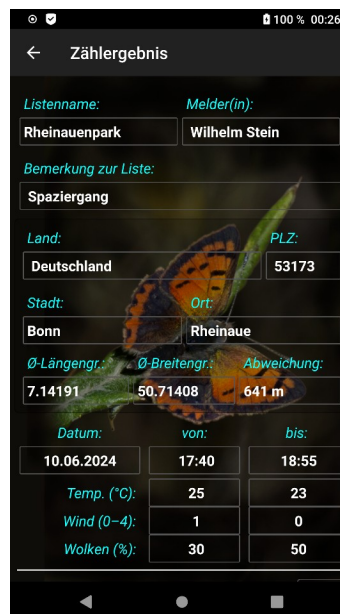 100 % 00:26
Zählergebnis
Listenname: Melder(in):
Rheinauenpark Wilhelm Stein
Bemerkung zur Liste:
Spaziergang
Land: PLZ:
Deutschland 53173
Stadt: Ort:
Bonn Rheinaue
Ø-Längengr.: Ø-Breitengr.: Abweichung:
7.14191 50.71408 641 m
Datum: von: bis:
10.06.2024 17:40 18:55
Temp. (°C): 25 23
Wind (0–4): 1 0
Wolken (%): 30 50